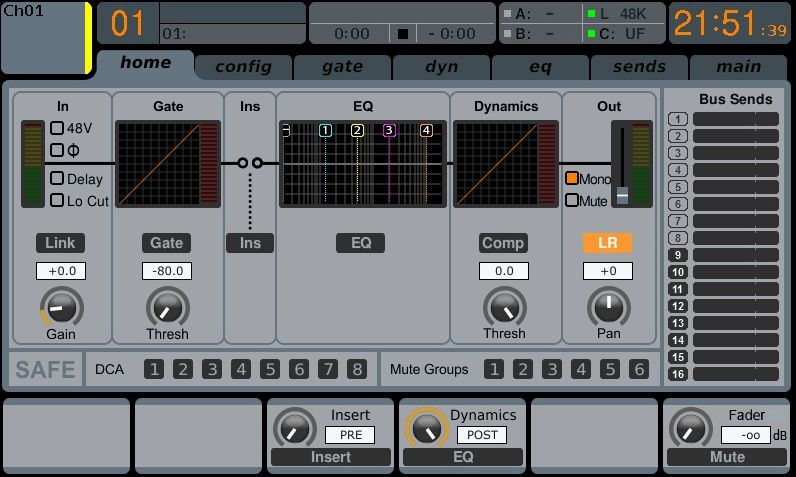 Ch01
01
01:
0:00
- 0:00
A: -
B: -
L 48K
C: UF
21:51:39
home
config
gate
dyn
eq
sends
main
In
Gate
Ins
EQ
Dynamics
Out
Bus Sends
48V
Φ
Delay
Lo Cut
1 2 3 4
Mono
Mute
Link
Gate
Ins
EQ
Comp
LR
+0.0
-80.0
0.0
+0
Gain
Thresh
Thresh
Pan
1
2
3
4
5
6
7
8
9
10
11
12
13
14
15
16
SAFE
DCA 1 2 3 4 5 6 7 8
Mute Groups 1 2 3 4 5 6
Insert
PRE
Insert
Dynamics
POST
EQ
Fader
-oo dB
Mute